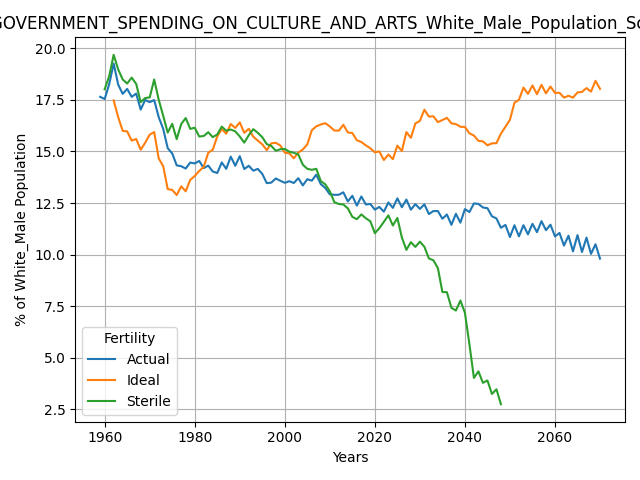 GOVERNMENT_SPENDING_ON_CULTURE_AND_ARTS_White_Male_Population_So
20.0
17.5
15.0
12.5
10.0
7.5
5.0
2.5
% of White_Male Population
Fertility
Actual
Ideal
Sterile
1960 1980 2000 2020 2040 2060
Years